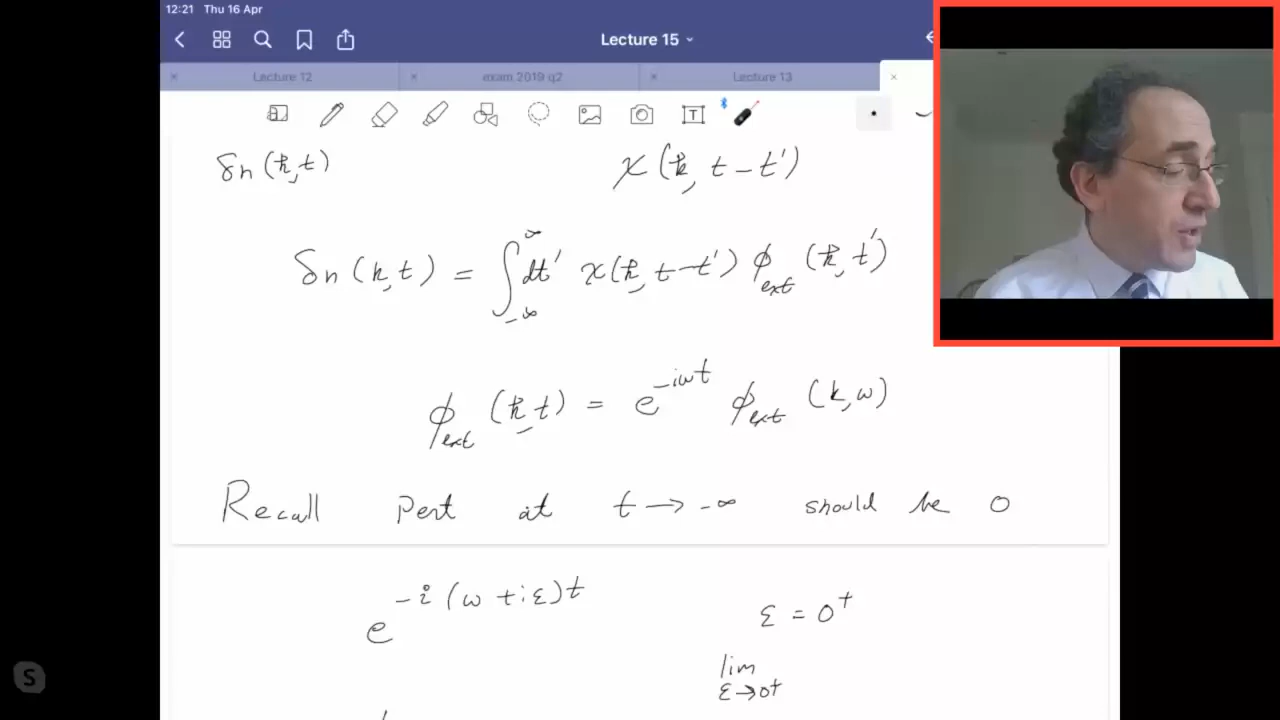 12:21 Thu 16 Apr
Lecture 15
Lecture 12 exam 2019 q2 Lecture 13
T
δn(k,t) χ(k, t-t')
δn(k,t) = ∫_{-∞}^{∞} dt' χ(k, t-t') ϕ_ext (k,t')
ϕ_ext (k,t) = e^{-iωt} ϕ_ext (k,ω)
Recall Pert at t → -∞ should be 0
e^{-i(ω+iε)t} ε = 0⁺
lim
ε→0⁺
S